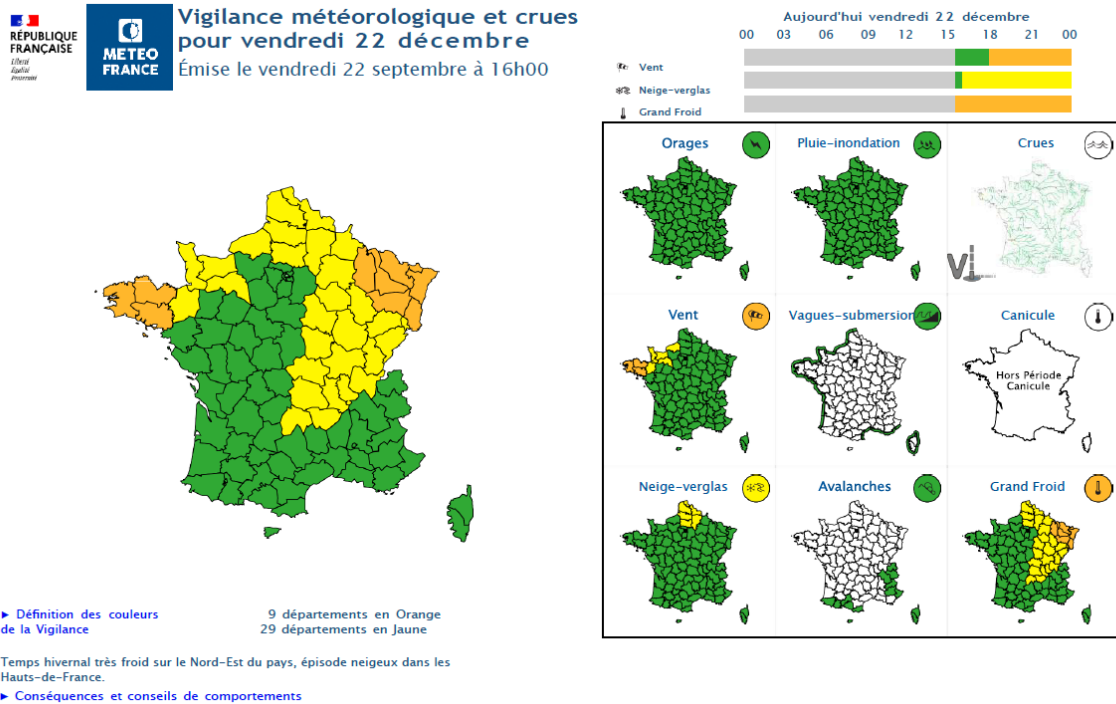 RÉPUBLIQUE
FRANÇAISE
Liberté
Égalité
Fraternité
METEO
FRANCE
Vigilance météorologique et crues
pour vendredi 22 décembre
Émise le vendredi 22 septembre à 16h00
Aujourd'hui vendredi 22 décembre
00 03 06 09 12 15 18 21 00
Vent
Neige-verglas
Grand Froid
Orages
Pluie-inondation
Crues
Vi
Vent
Vagues-submersion
Canicule
Hors Période
Canicule
Neige-verglas
Avalanches
Grand Froid
► Définition des couleurs
de la Vigilance
9 départements en Orange
29 départements en Jaune
Temps hivernal très froid sur le Nord-Est du pays, épisode neigeux dans les
Hauts-de-France.
► Conséquences et conseils de comportements